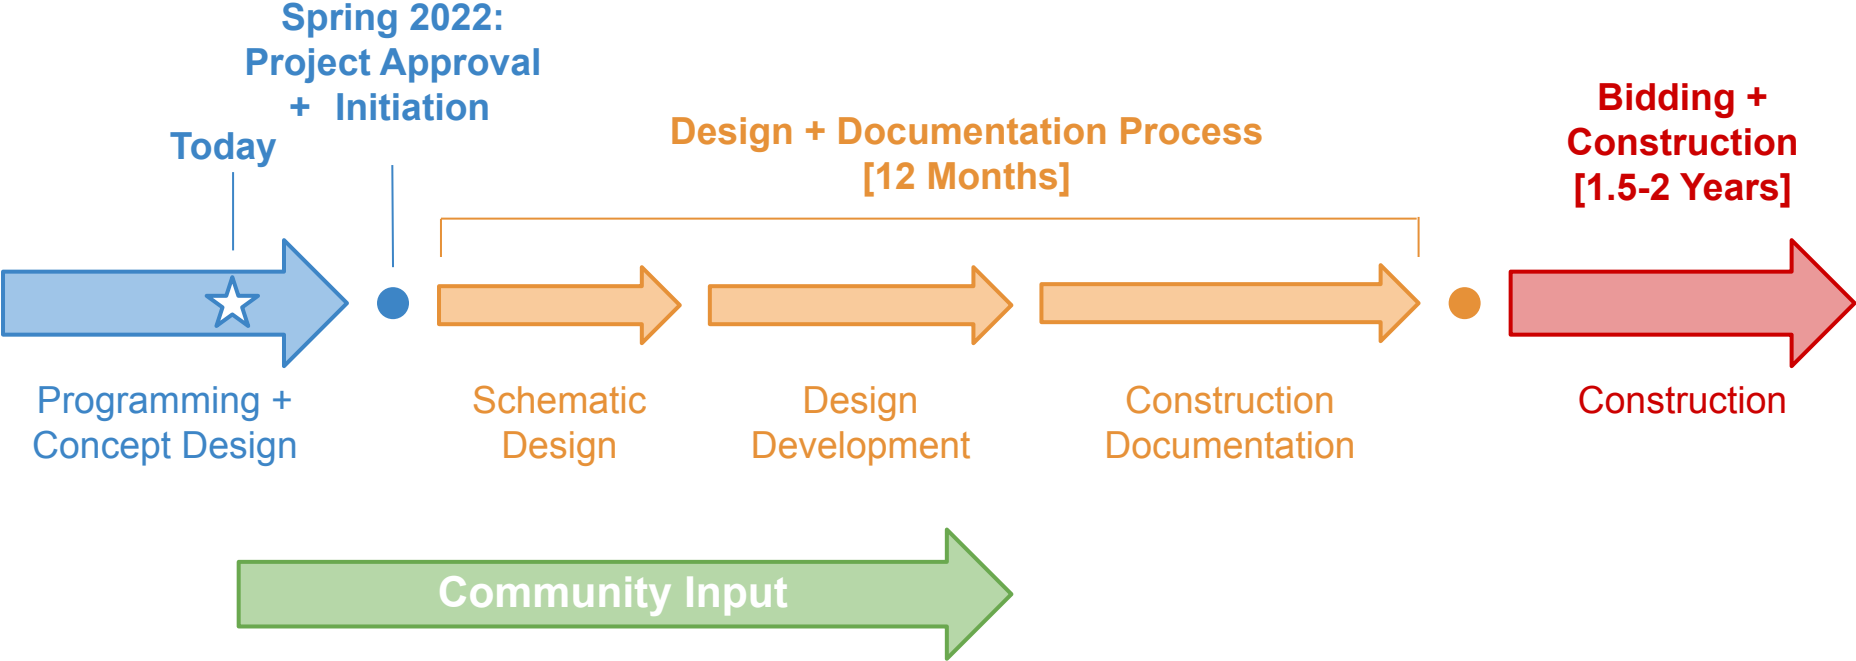 Spring 2022:
Project Approval
+ Initiation
Today
Design + Documentation Process
[12 Months]
Bidding +
Construction
[1.5-2 Years]
Programming +
Concept Design
Schematic
Design
Design
Development
Construction
Documentation
Construction
Community Input